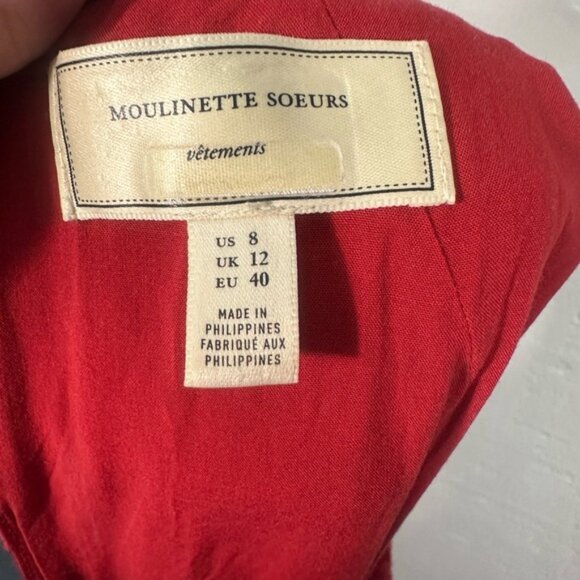 MOULINETTE SOEURS
vêtements
US 8
UK 12
EU 40
MADE IN
PHILIPPINES
FABRIQUÉ AUX
PHILIPPINES